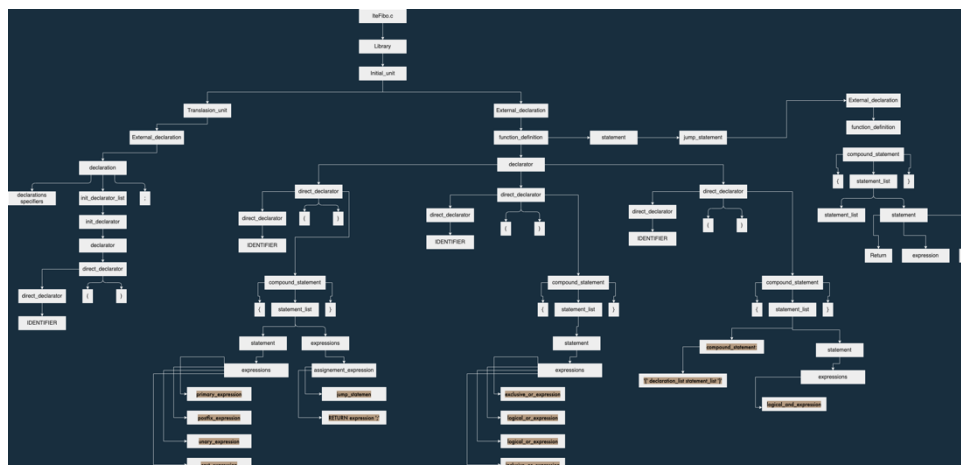 IteFibo.c
Library
Initial_unit
Translasion_unit
External_declaration
External_declaration
External_declaration
function_definition
statement
jump_statement
function_definition
declaration
declarator
compound_statement
declarations
specifiers
init_declarator_list
;
direct_declarator
direct_declarator
direct_declarator
{
statement_list
}
init_declarator
direct_declarator
(
)
direct_declarator
(
)
direct_declarator
(
)
statement_list
statement
declarator
IDENTIFIER
IDENTIFIER
IDENTIFIER
Return
expression
direct_declarator
direct_declarator
(
)
IDENTIFIER
compound_statement
compound_statement
compound_statement
{
statement_list
}
{
statement_list
}
{
statement_list
}
statement
expressions
statement
compound_statement
statement
expressions
assignement_expression
expressions
'{' declaration_list statement_list '}'
expressions
primary_expression
jump_statemen
exclusive_or_expression
logical_and_expression
postfix_expression
RETURN expression ';'
logical_or_expression
unary_expression
logical_or_expression